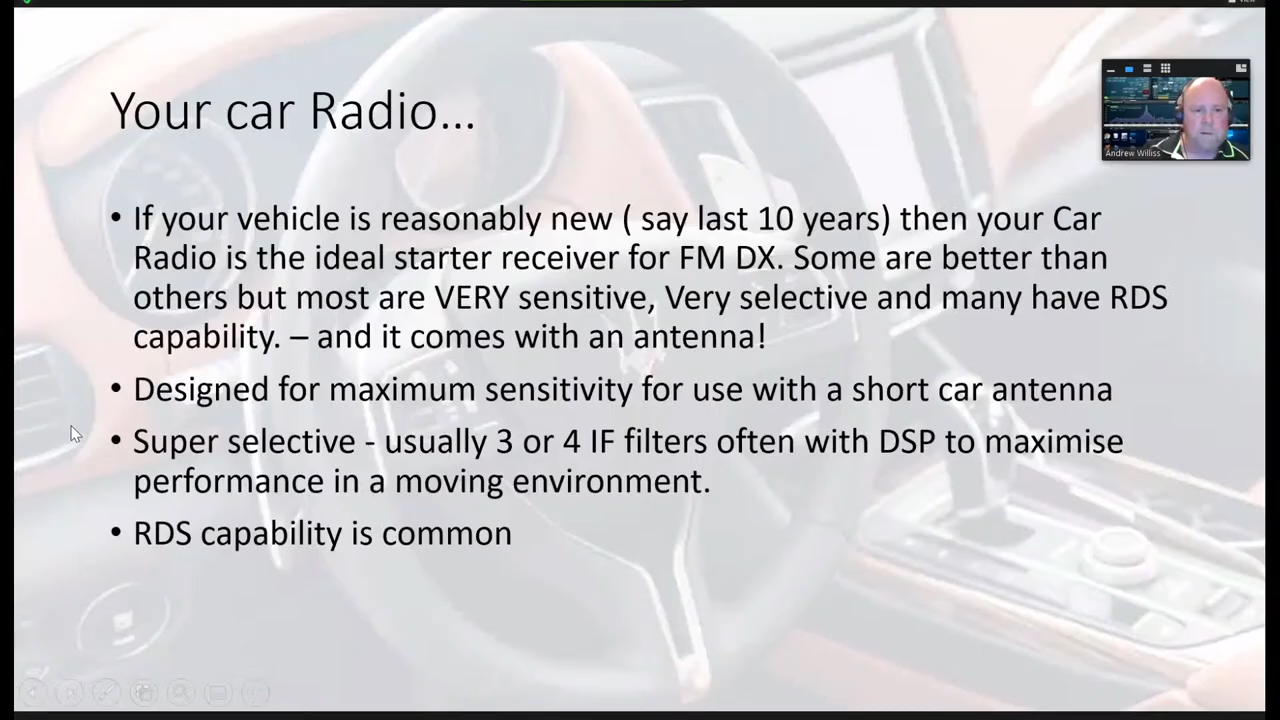 Your car Radio...
• If your vehicle is reasonably new ( say last 10 years) then your Car
Radio is the ideal starter receiver for FM DX. Some are better than
others but most are VERY sensitive, Very selective and many have RDS
capability. – and it comes with an antenna!
• Designed for maximum sensitivity for use with a short car antenna
• Super selective - usually 3 or 4 IF filters often with DSP to maximise
performance in a moving environment.
• RDS capability is common
Andrew Williss